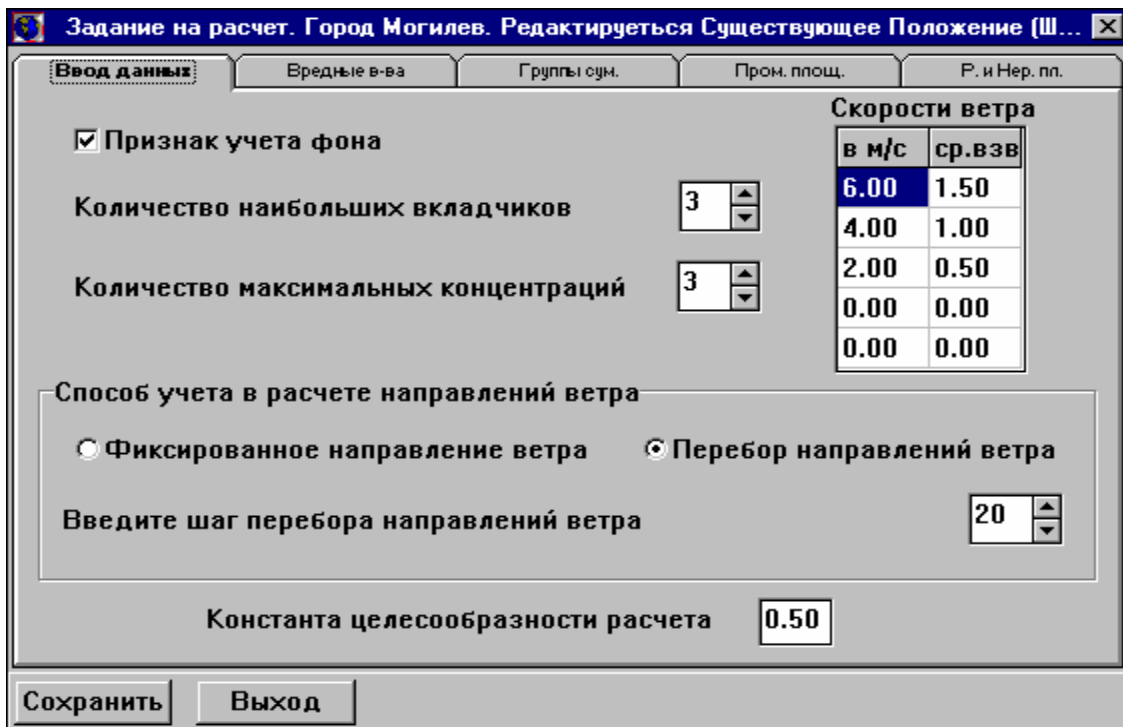 Задание на расчет. Город Могилев. Редактируеться Существующее Положение (Ш...
Ввод данных Вредные в-ва Группы сум. Пром. площ. Р. и Нер. пл.
Скорости ветра
Признак учета фона
в м/с ср.взв
6.00 1.50
Количество наибольших вкладчиков 3
4.00 1.00
2.00 0.50
Количество максимальных концентраций 3
0.00 0.00
0.00 0.00
Способ учета в расчете направлений ветра
Фиксированное направление ветра Перебор направлений ветра
Введите шаг перебора направлений ветра 20
Константа целесообразности расчета 0.50
Сохранить Выход